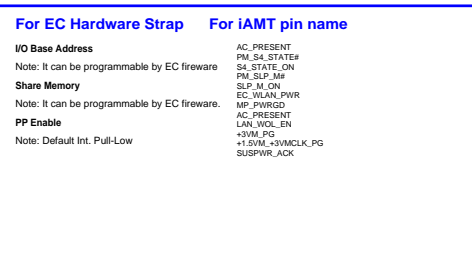 For EC Hardware Strap
I/O Base Address
Note: It can be programmable by EC fireware
Share Memory
Note: It can be programmable by EC fireware.
PP Enable
Note: Default Int. Pull-Low
For iAMT pin name
AC_PRESENT
PM_S4_STATE#
S4_STATE_ON
PM_SLP_M#
SLP_M_ON
EC_WLAN_PWR
MP_PWRGD
AC_PRESENT
LAN_WOL_EN
+3VM_PG
+1.5VM_+3VMCLK_PG
SUSPWR_ACK